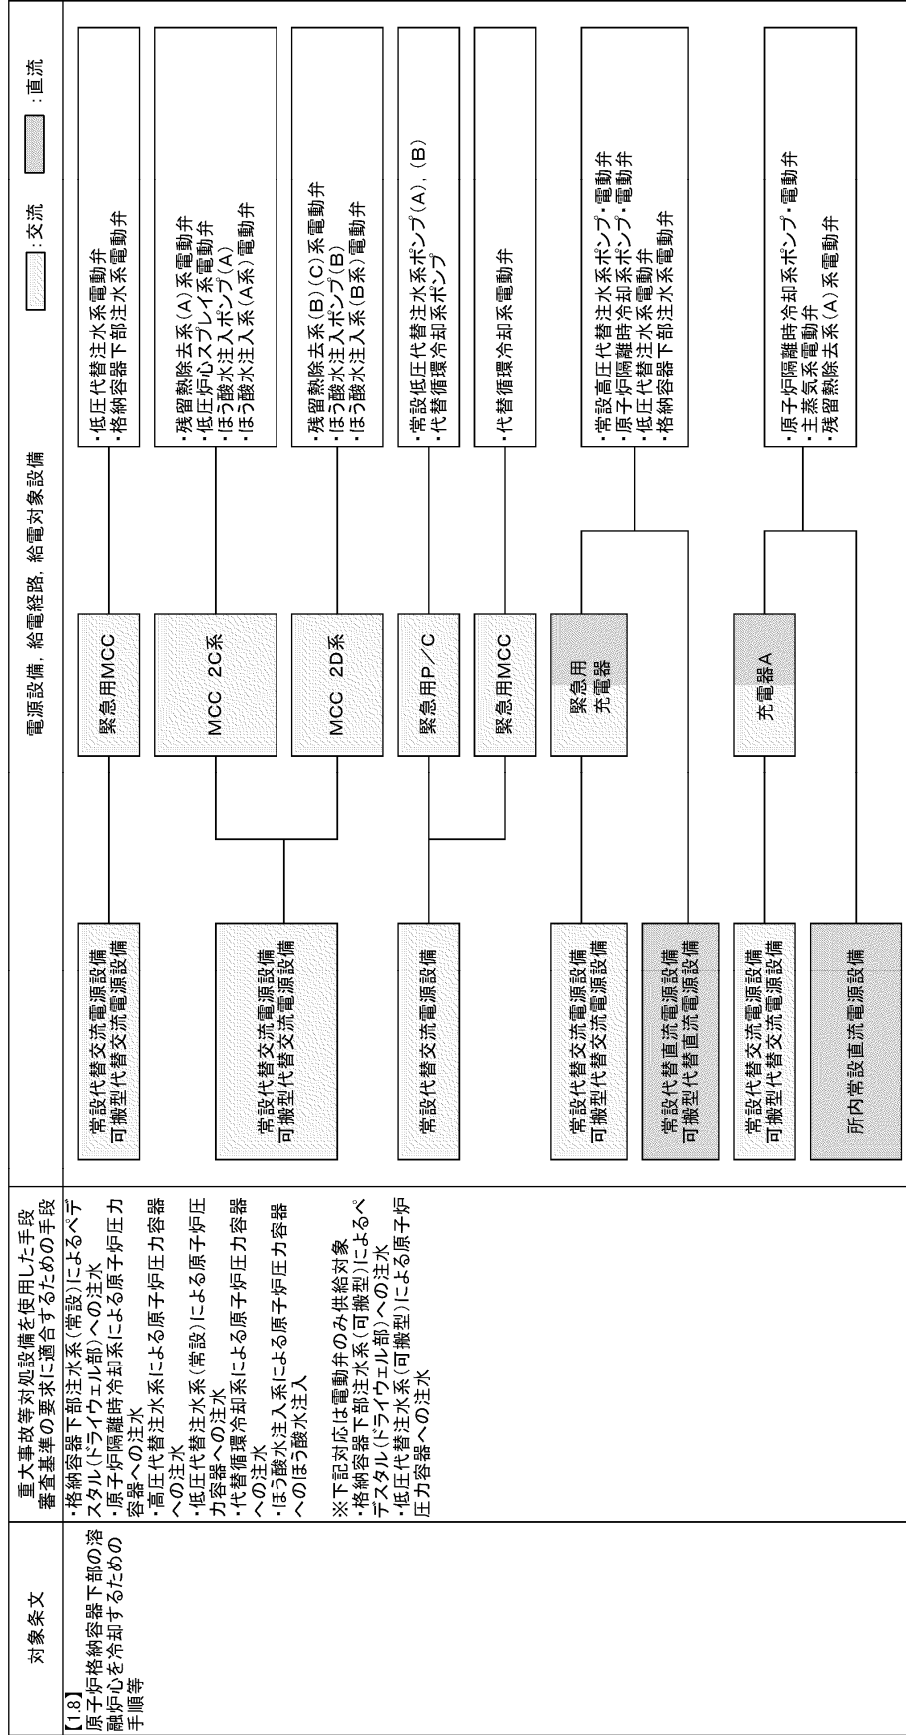 対象条文
重大事故等対処設備を使用した手段
審査基準の要求に適合するための手段
電源設備，給電経路，給電対象設備
:交流
:直流
【1.8】
原子炉格納容器下部の溶
融炉心を冷却するための
手順等
・格納容器下部注水系(常設)によるペデ
スタル(ドライウェル部)への注水
・原子炉隔離時冷却系による原子炉圧力
容器への注水
・高圧代替注水系による原子炉圧力容器
への注水
・低圧代替注水系(常設)による原子炉圧
力容器への注水
・代替循環冷却系による原子炉圧力容器
への注水
・ほう酸水注入系による原子炉圧力容器
へのほう酸水注入
※下記対応は電動弁のみ供給対象
・格納容器下部注水系(可搬型)によるペ
デスタル(ドライウェル部)への注水
・低圧代替注水系(可搬型)による原子炉
圧力容器への注水
常設代替交流電源設備
可搬型代替交流電源設備
緊急用MCC
・低圧代替注水系電動弁
・格納容器下部注水系電動弁
常設代替交流電源設備
可搬型代替交流電源設備
MCC 2C系
・残留熱除去系(A)系電動弁
・低圧炉心スプレイ系電動弁
・ほう酸水注入ポンプ(A)
・ほう酸水注入系(A系)電動弁
MCC 2D系
・残留熱除去系(B)(C)系電動弁
・ほう酸水注入ポンプ(B)
・ほう酸水注入系(B系)電動弁
常設代替交流電源設備
緊急用P／C
・常設低圧代替注水系ポンプ(A)，(B)
・代替循環冷却系ポンプ
緊急用MCC
・代替循環冷却系電動弁
常設代替交流電源設備
可搬型代替交流電源設備
緊急用
充電器
・常設高圧代替注水系ポンプ・電動弁
・原子炉隔離時冷却系ポンプ・電動弁
・低圧代替注水系電動弁
・格納容器下部注水系電動弁
常設代替直流電源設備
可搬型代替直流電源設備
常設代替交流電源設備
可搬型代替交流電源設備
充電器A
・原子炉隔離時冷却系ポンプ・電動弁
・主蒸気系電動弁
・残留熱除去系(A)系電動弁
所内常設直流電源設備